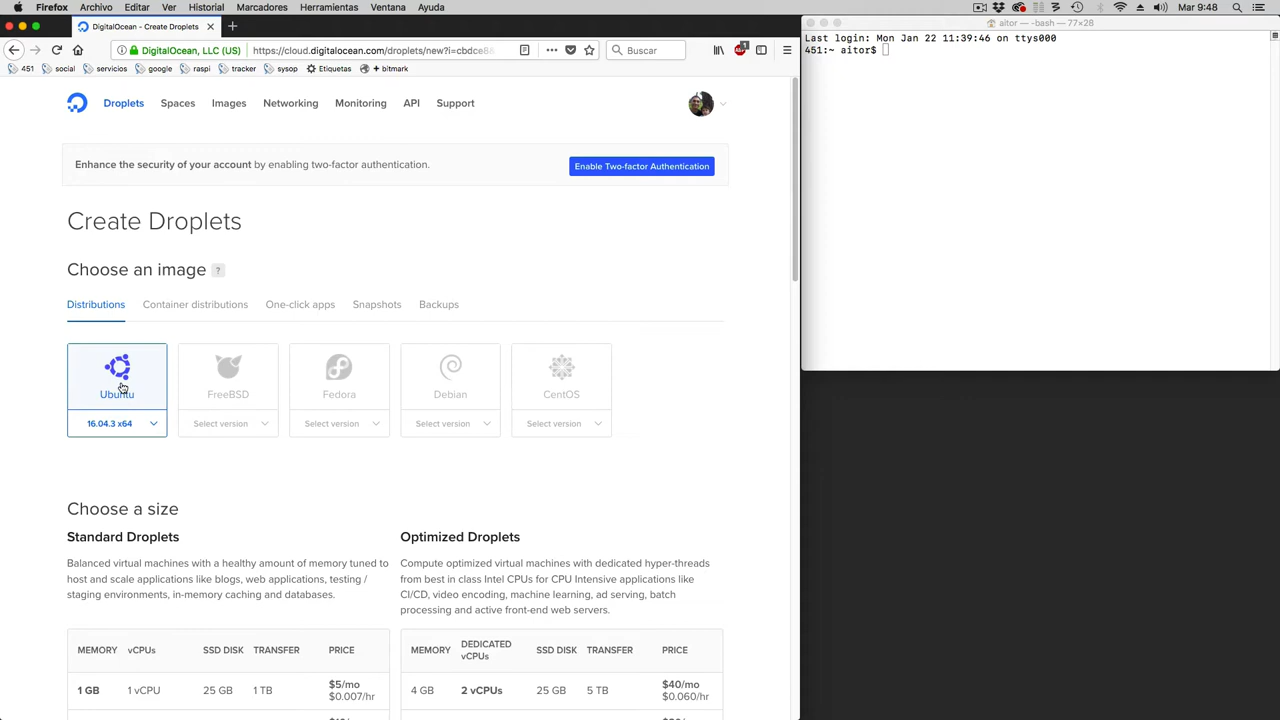 Firefox Archivo Editar Ver Historial Marcadores Herramientas Ventana Ayuda Mar 9:48
DigitalOcean - Create Droplets
aitor — -bash — 77×28
DigitalOcean, LLC (US) https://cloud.digitalocean.com/droplets/new?i=cbdce8 Buscar
451 social servicios google raspi tracker sysop Etiquetas + bitmark
Last login: Mon Jan 22 11:39:46 on ttys000
451:~ aitor$
Droplets Spaces Images Networking Monitoring API Support
Enhance the security of your account by enabling two-factor authentication. Enable Two-factor Authentication
Create Droplets
Choose an image ?
Distributions Container distributions One-click apps Snapshots Backups
Ubuntu FreeBSD Fedora Debian CentOS
16.04.3 x64 Select version Select version Select version Select version
Choose a size
Standard Droplets
Balanced virtual machines with a healthy amount of memory tuned to
host and scale applications like blogs, web applications, testing /
staging environments, in-memory caching and databases.
MEMORY vCPUs SSD DISK TRANSFER PRICE
1 GB 1 vCPU 25 GB 1 TB $5/mo
$0.007/hr
Optimized Droplets
Compute optimized virtual machines with dedicated hyper-threads
from best in class Intel CPUs for CPU Intensive applications like
CI/CD, video encoding, machine learning, ad serving, batch
processing and active front-end web servers.
MEMORY DEDICATED vCPUs SSD DISK TRANSFER PRICE
4 GB 2 vCPUs 25 GB 5 TB $40/mo
$0.060/hr